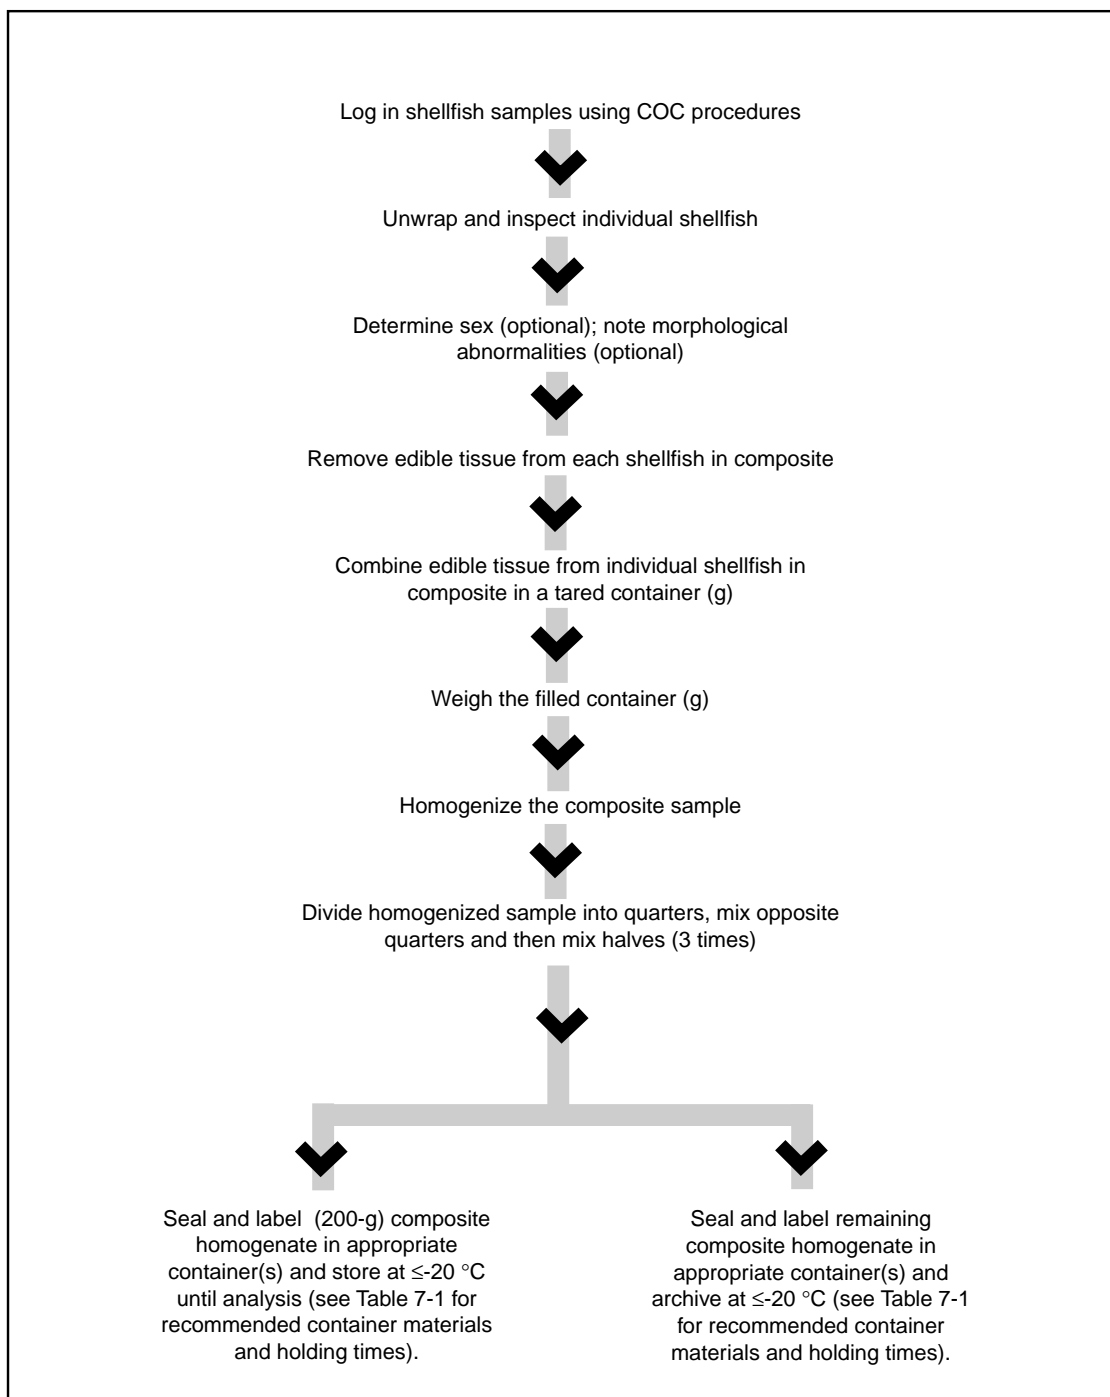 Log in shellfish samples using COC procedures
Unwrap and inspect individual shellfish
Determine sex (optional); note morphological
abnormalities (optional)
Remove edible tissue from each shellfish in composite
Combine edible tissue from individual shellfish in
composite in a tared container (g)
Weigh the filled container (g)
Homogenize the composite sample
Divide homogenized sample into quarters, mix opposite
quarters and then mix halves (3 times)
Seal and label  (200-g) composite
homogenate in appropriate
container(s) and store at ≤-20 °C
until analysis (see Table 7-1 for
recommended container materials
and holding times).
Seal and label remaining
composite homogenate in
appropriate container(s) and
archive at ≤-20 °C (see Table 7-1
for recommended container
materials and holding times).